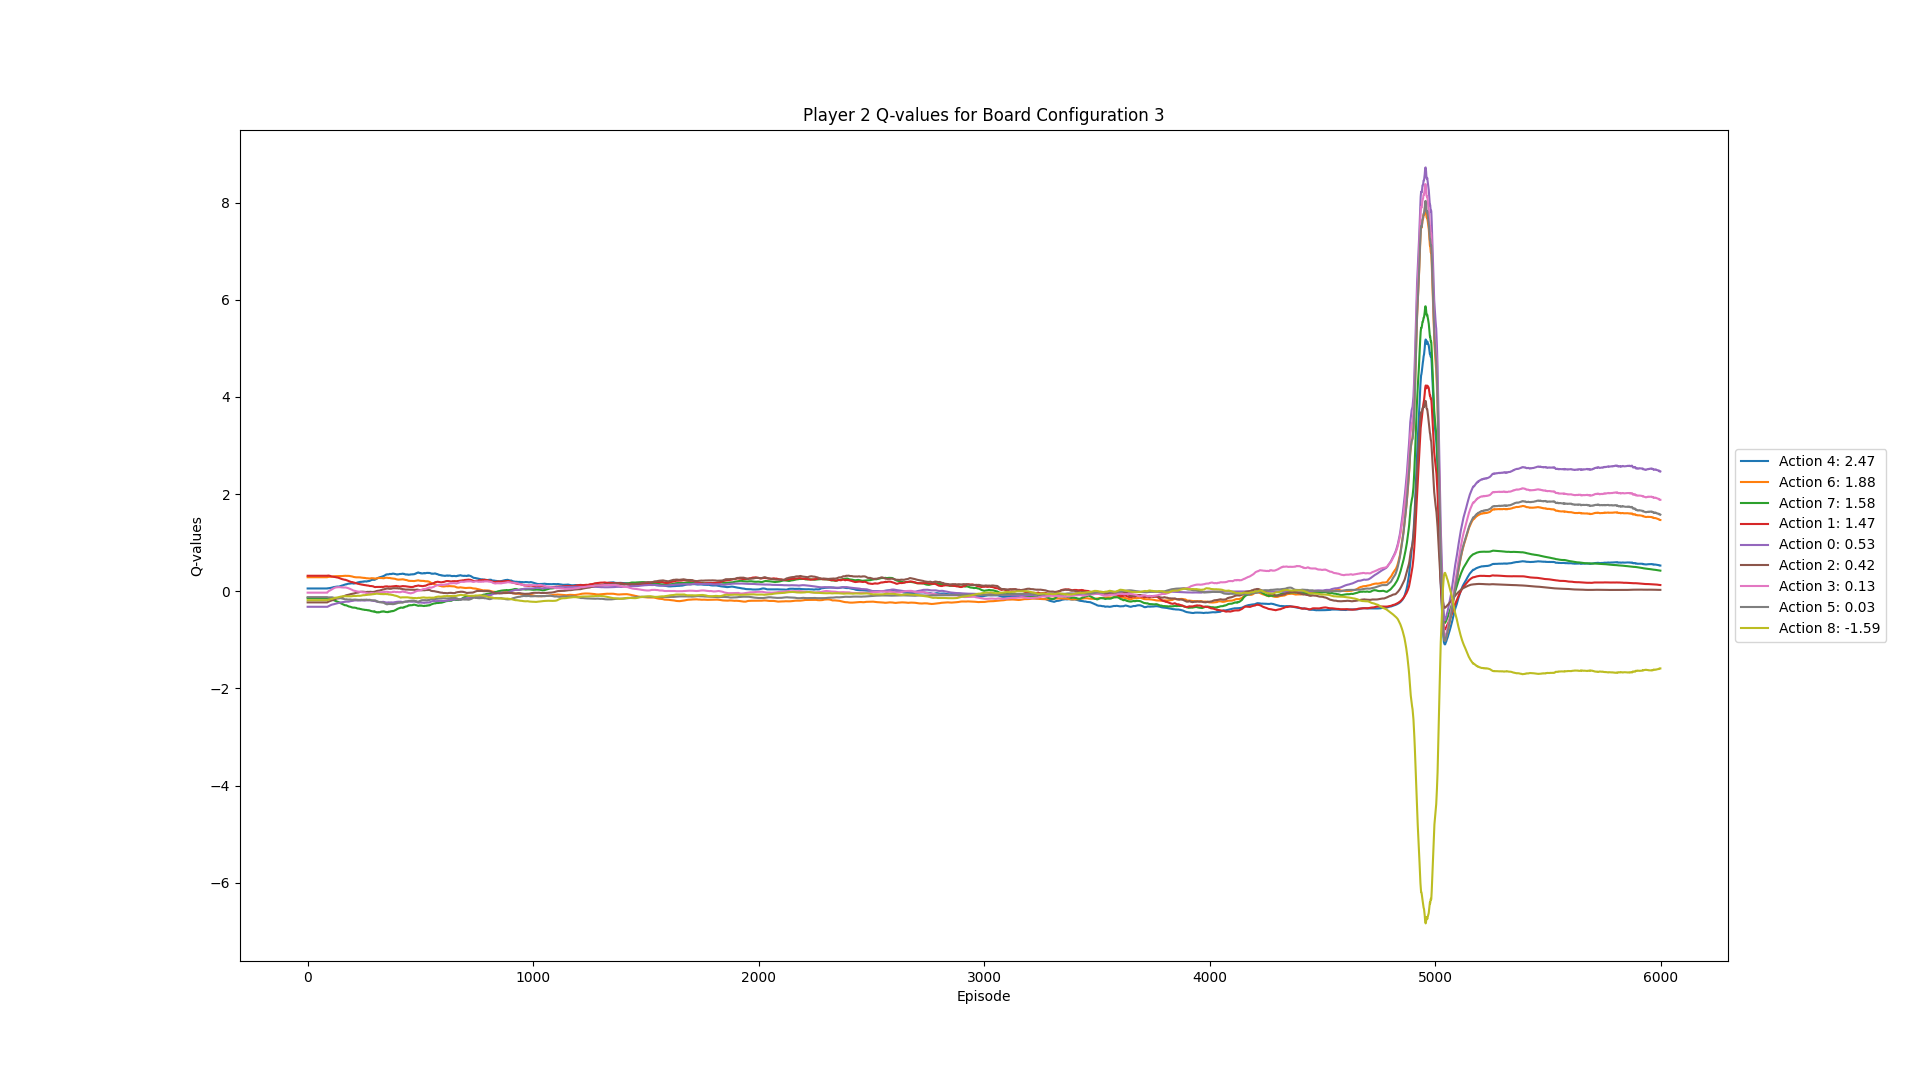 Player 2 Q-values for Board Configuration 3
Q-values
8
6
4
2
0
−2
−4
−6
0 1000 2000 3000 4000 5000 6000
Episode
Action 4: 2.47
Action 6: 1.88
Action 7: 1.58
Action 1: 1.47
Action 0: 0.53
Action 2: 0.42
Action 3: 0.13
Action 5: 0.03
Action 8: -1.59